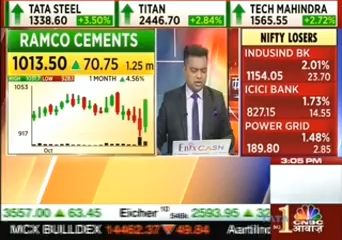 TATA STEEL
1338.60 +3.50%
TITAN
2446.70 +2.84%
TECH MAHINDRA
1565.55 +2.72%
RAMCO CEMENTS
1013.50 70.75 1.25 m
1 MONTH 4.56%
1053
917
Oct
NIFTY LOSERS
INDUSIND BK
2.01%
1154.05 23.70
ICICI BANK
1.73%
827.15 14.55
POWER GRID
1.48%
189.80 2.85
3:05 PM
3557.00 63.45 Eicher 2593.95
MCX BULLDEX 14462.37 49.84
CNBC
आवाज़